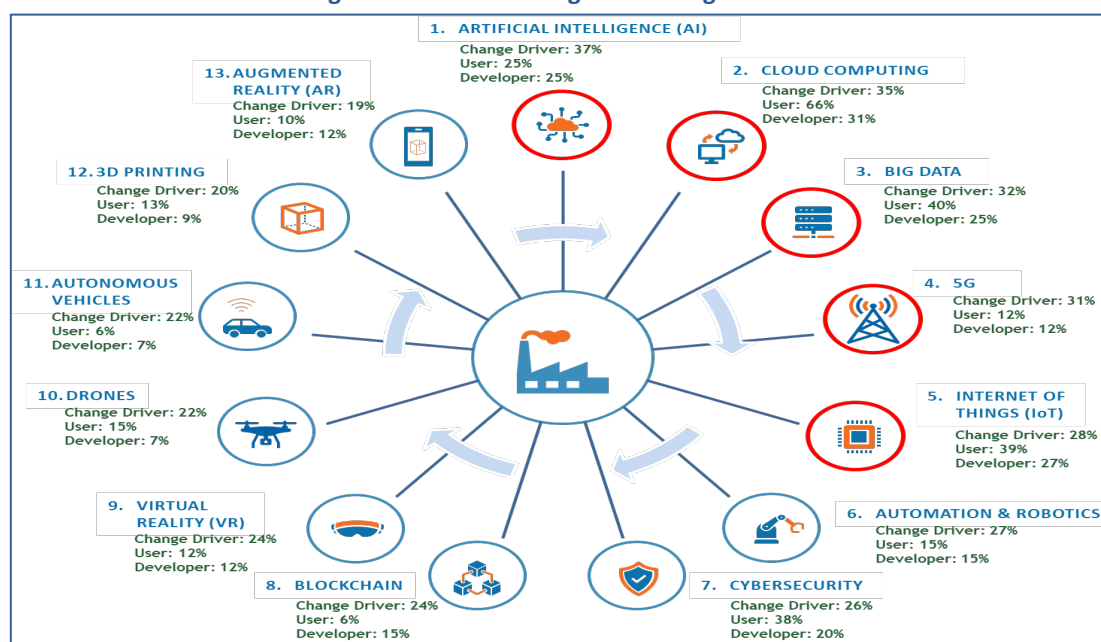 1. ARTIFICIAL INTELLIGENCE (AI)
Change Driver: 37%
User: 25%
Developer: 25%
2. CLOUD COMPUTING
Change Driver: 35%
User: 66%
Developer: 31%
3. BIG DATA
Change Driver: 32%
User: 40%
Developer: 25%
4. 5G
Change Driver: 31%
User: 12%
Developer: 12%
5. INTERNET OF
THINGS (IoT)
Change Driver: 28%
User: 39%
Developer: 27%
6. AUTOMATION & ROBOTICS
Change Driver: 27%
User: 15%
Developer: 15%
7. CYBERSECURITY
Change Driver: 26%
User: 38%
Developer: 20%
8. BLOCKCHAIN
Change Driver: 24%
User: 6%
Developer: 15%
9. VIRTUAL
REALITY (VR)
Change Driver: 24%
User: 12%
Developer: 12%
10. DRONES
Change Driver: 22%
User: 15%
Developer: 7%
11. AUTONOMOUS
VEHICLES
Change Driver: 22%
User: 6%
Developer: 7%
12. 3D PRINTING
Change Driver: 20%
User: 13%
Developer: 9%
13. AUGMENTED
REALITY (AR)
Change Driver: 19%
User: 10%
Developer: 12%